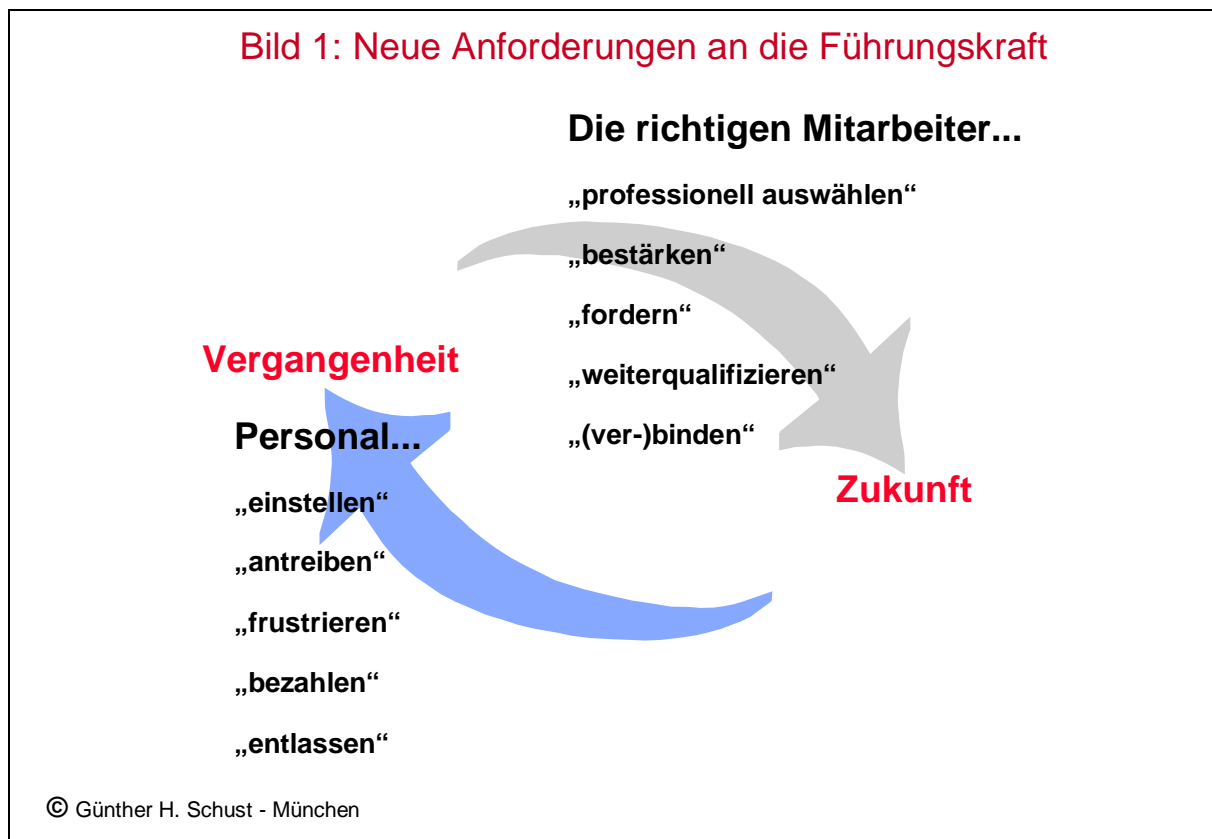 Bild 1: Neue Anforderungen an die Führungskraft
Die richtigen Mitarbeiter...
„professionell auswählen“
„bestärken“
„fordern“
„weiterqualifizieren“
„(ver-)binden“
Zukunft
Vergangenheit
Personal...
„einstellen“
„antreiben“
„frustrieren“
„bezahlen“
„entlassen“
© Günther H. Schust - München